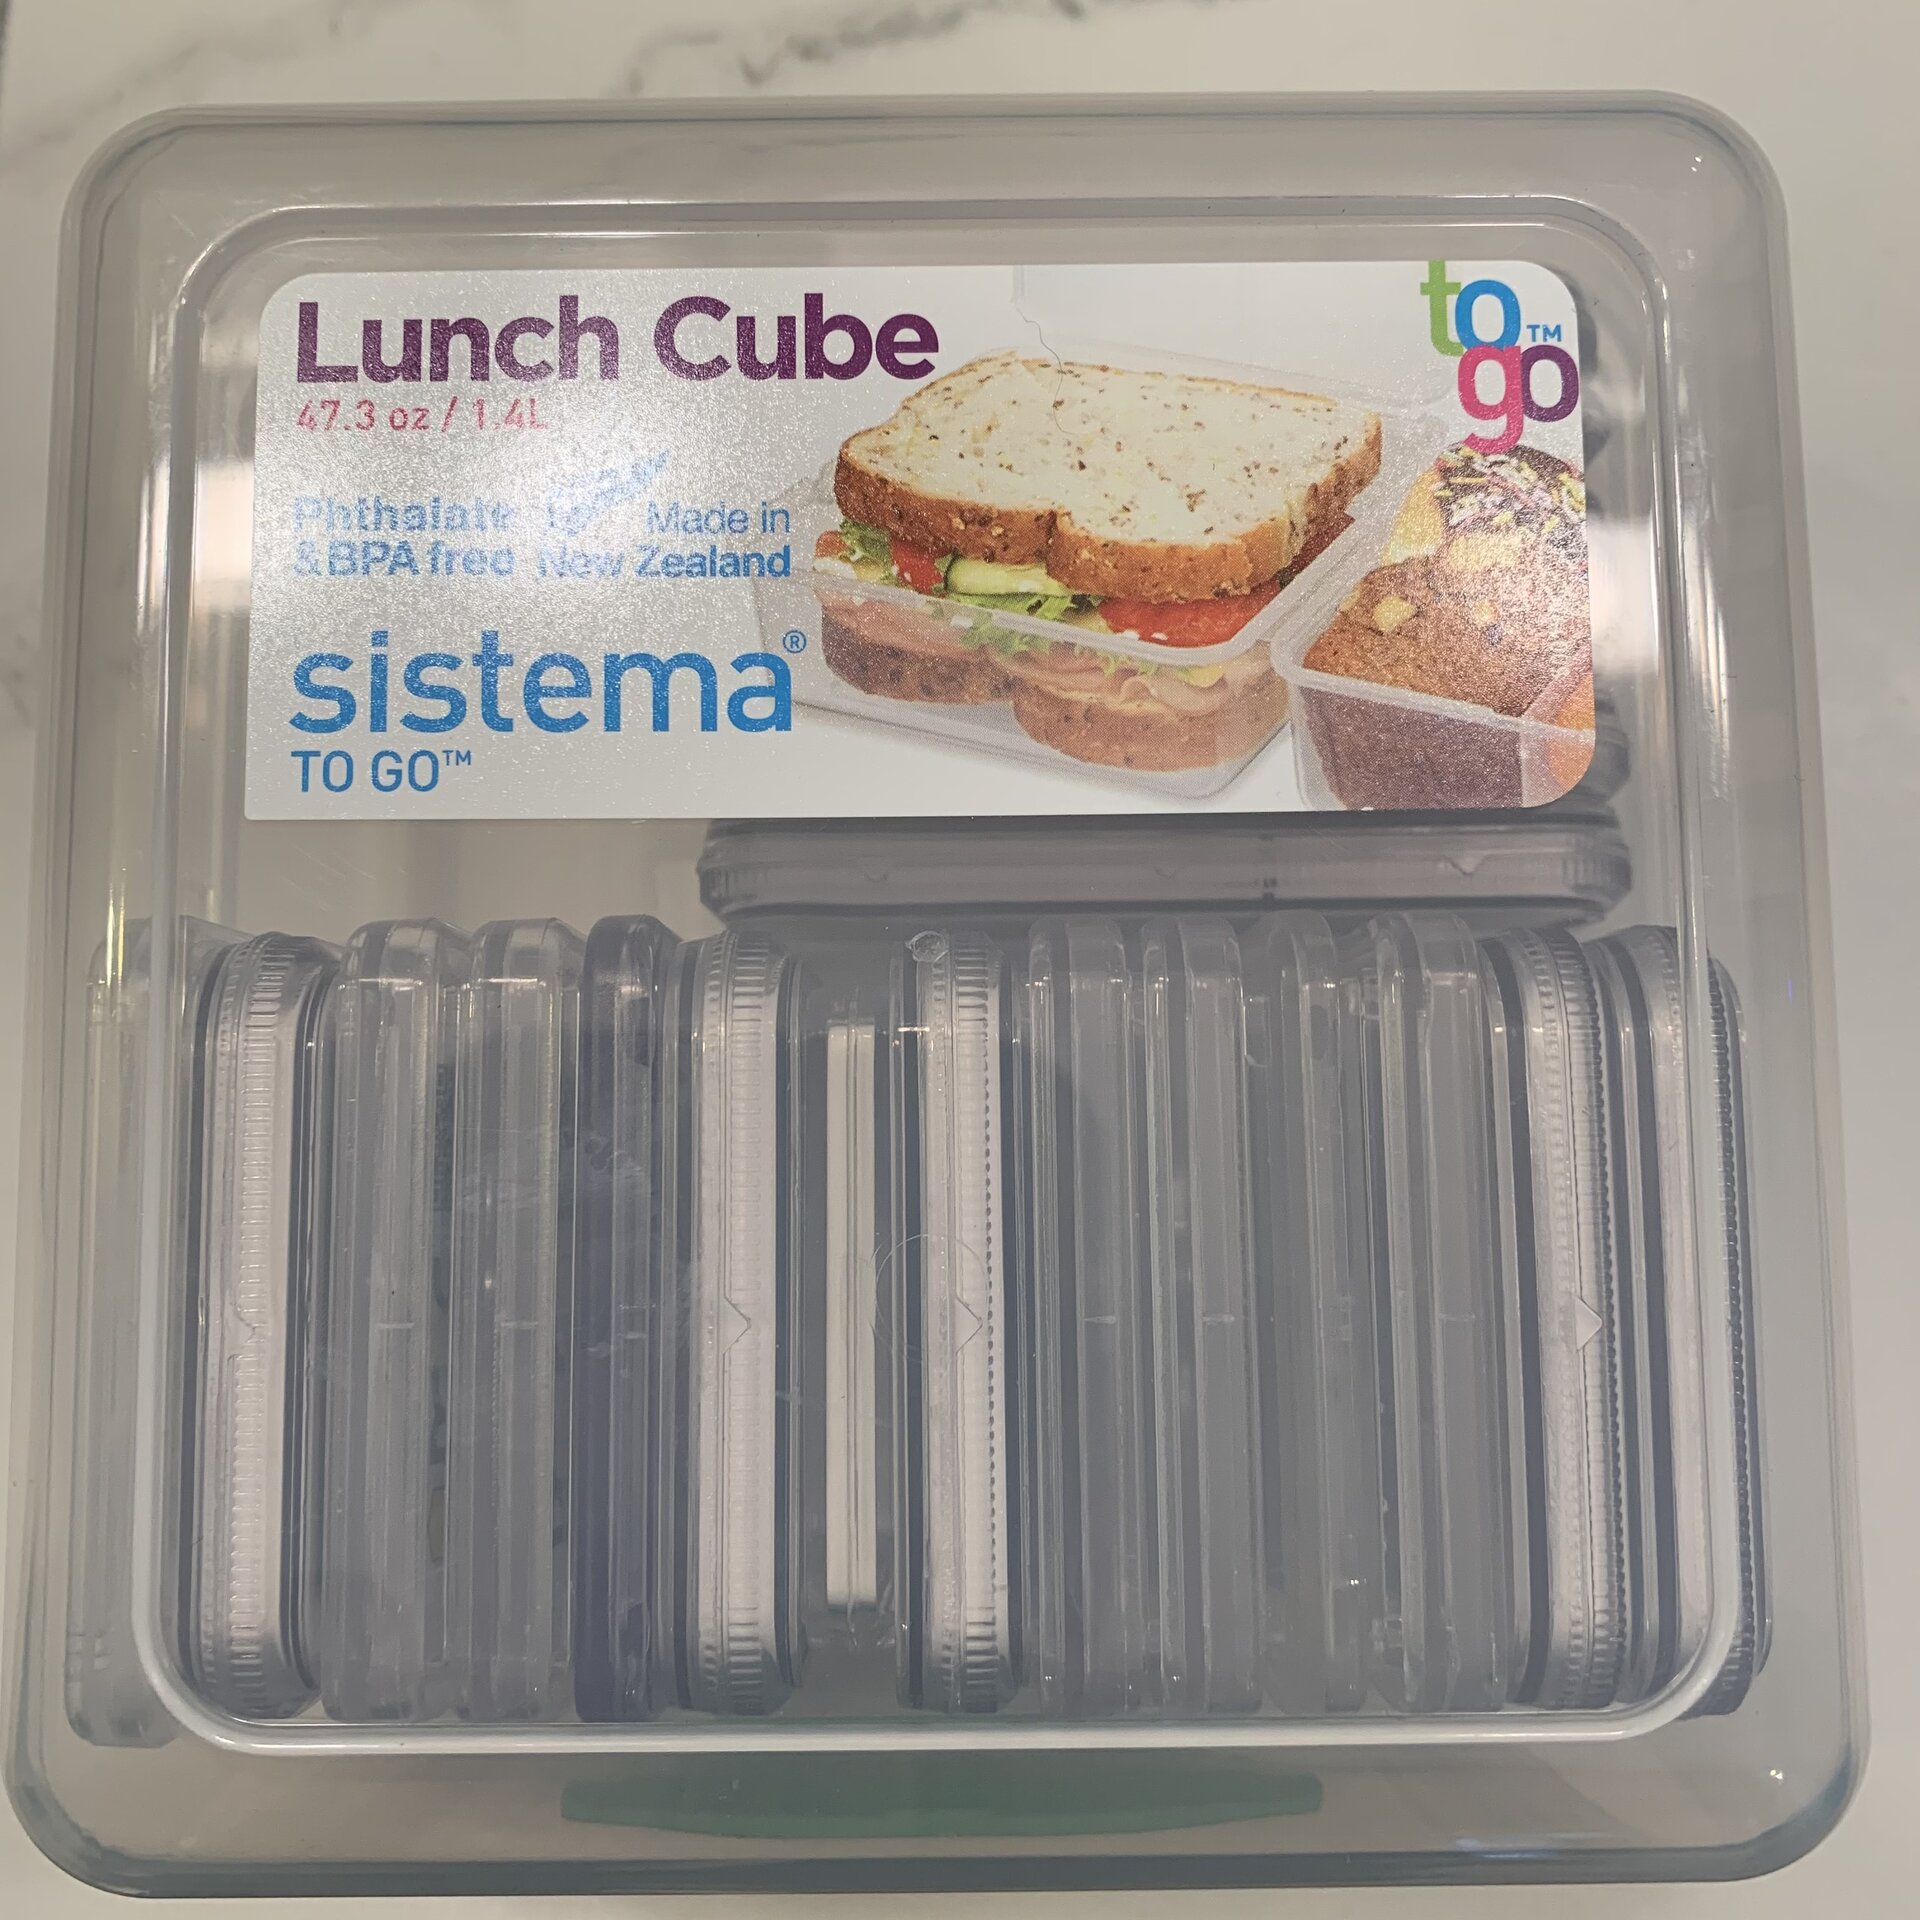 Lunch Cube
47.3 oz / 1.4L
Phthalate
& BPA free
Made in
New Zealand
sistema®
TO GO™
to
go™